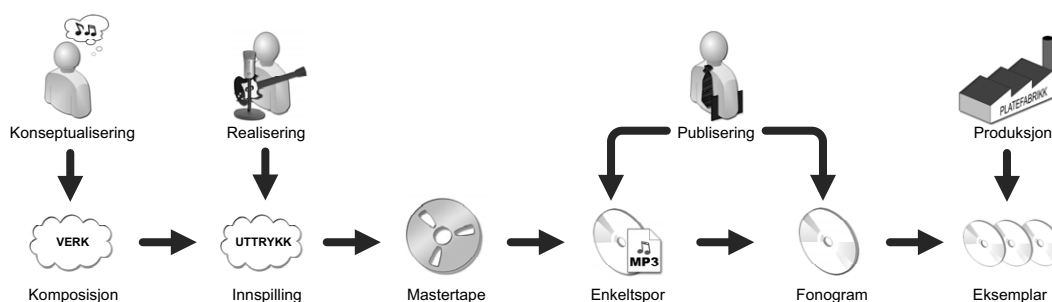 PLATEFABRIKK
Konseptualisering
Realisering
Publisering
Produksjon
VERK
UTTRYKK
MP3
Komposisjon
Innspilling
Mastertape
Enkeltspor
Fonogram
Eksemplar